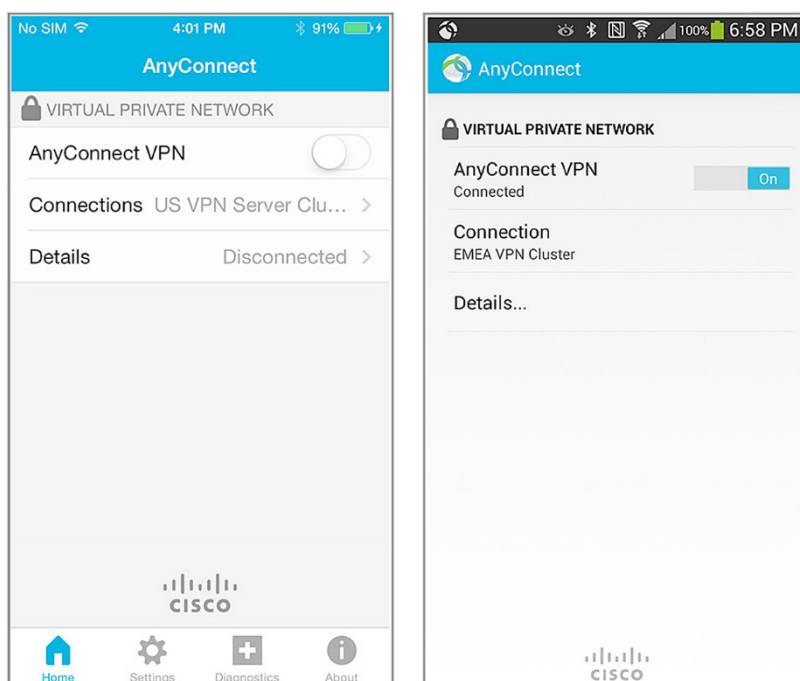 No SIM 4:01 PM 91%
AnyConnect
VIRTUAL PRIVATE NETWORK
AnyConnect VPN
Connections US VPN Server Clu... >
Details Disconnected >
CISCO
Home Settings Diagnostics About
100% 6:58 PM
AnyConnect
VIRTUAL PRIVATE NETWORK
AnyConnect VPN
Connected
On
Connection
EMEA VPN Cluster
Details...
CISCO